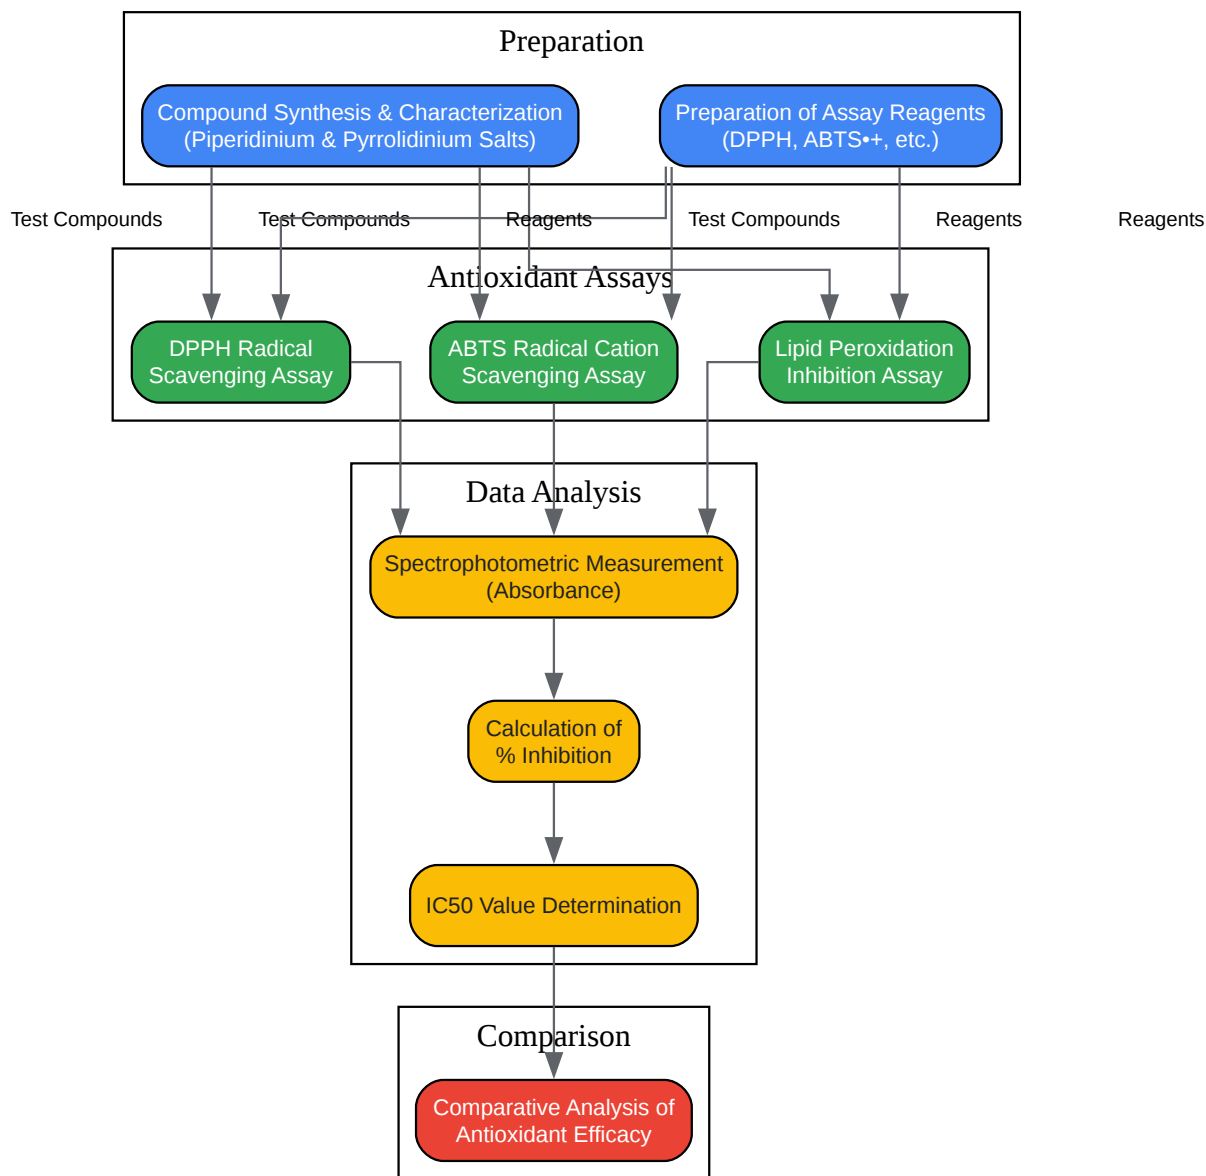 Preparation
Compound Synthesis & Characterization
(Piperidinium & Pyrrolidinium Salts)
Preparation of Assay Reagents
(DPPH, ABTS•+, etc.)
Test Compounds
Test Compounds
Reagents
Test Compounds
Reagents
Reagents
Antioxidant Assays
DPPH Radical
Scavenging Assay
ABTS Radical Cation
Scavenging Assay
Lipid Peroxidation
Inhibition Assay
Data Analysis
Spectrophotometric Measurement
(Absorbance)
Calculation of
% Inhibition
IC50 Value Determination
Comparison
Comparative Analysis of
Antioxidant Efficacy